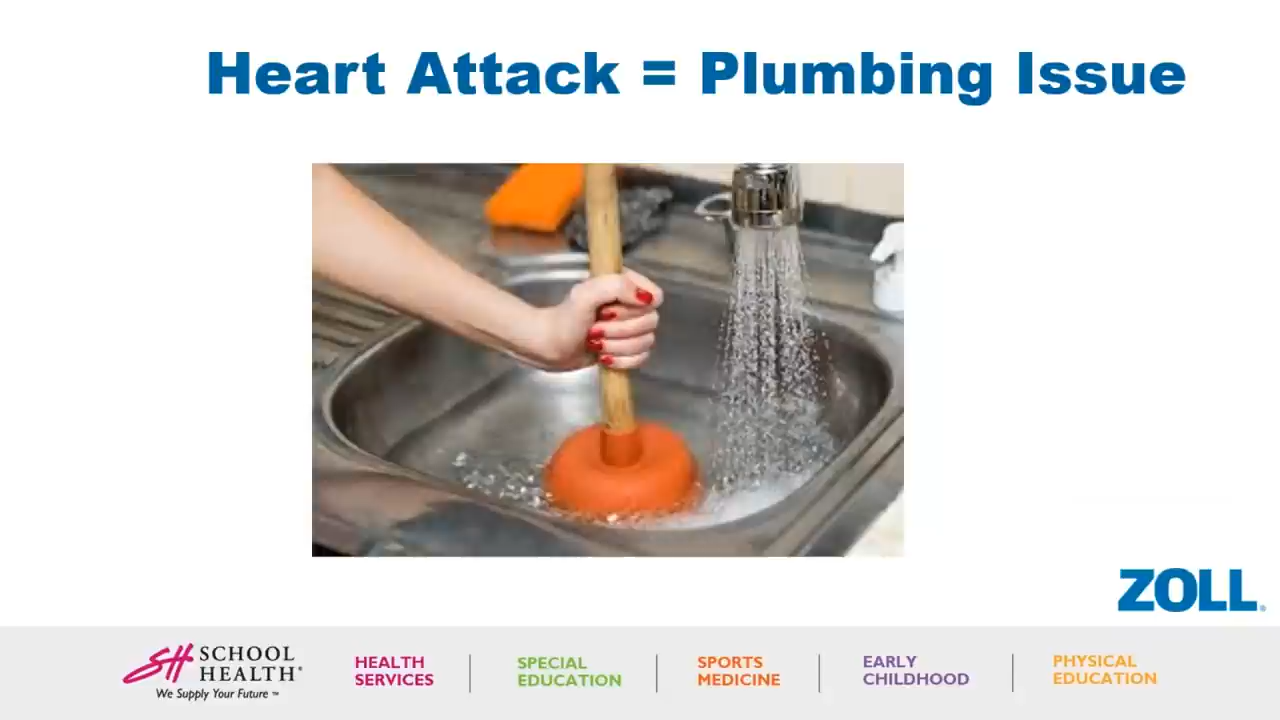 Heart Attack = Plumbing Issue
ZOLL®
SH SCHOOL
HEALTH®
We Supply Your Future™
HEALTH
SERVICES
SPECIAL
EDUCATION
SPORTS
MEDICINE
EARLY
CHILDHOOD
PHYSICAL
EDUCATION